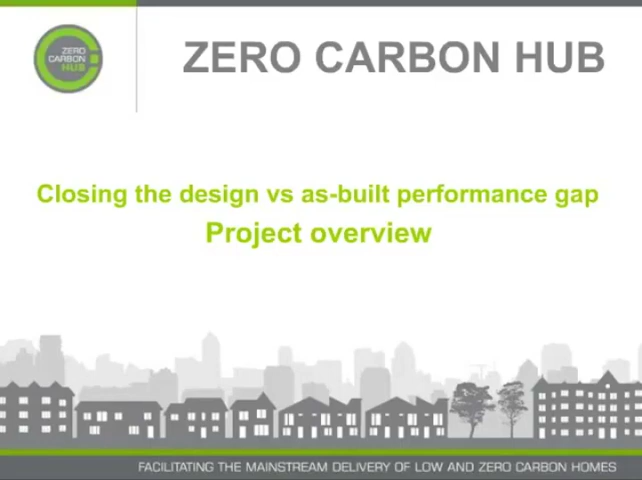 ZERO
CARBON
HUB
ZERO CARBON HUB
Closing the design vs as-built performance gap
Project overview
FACILITATING THE MAINSTREAM DELIVERY OF LOW AND ZERO CARBON HOMES